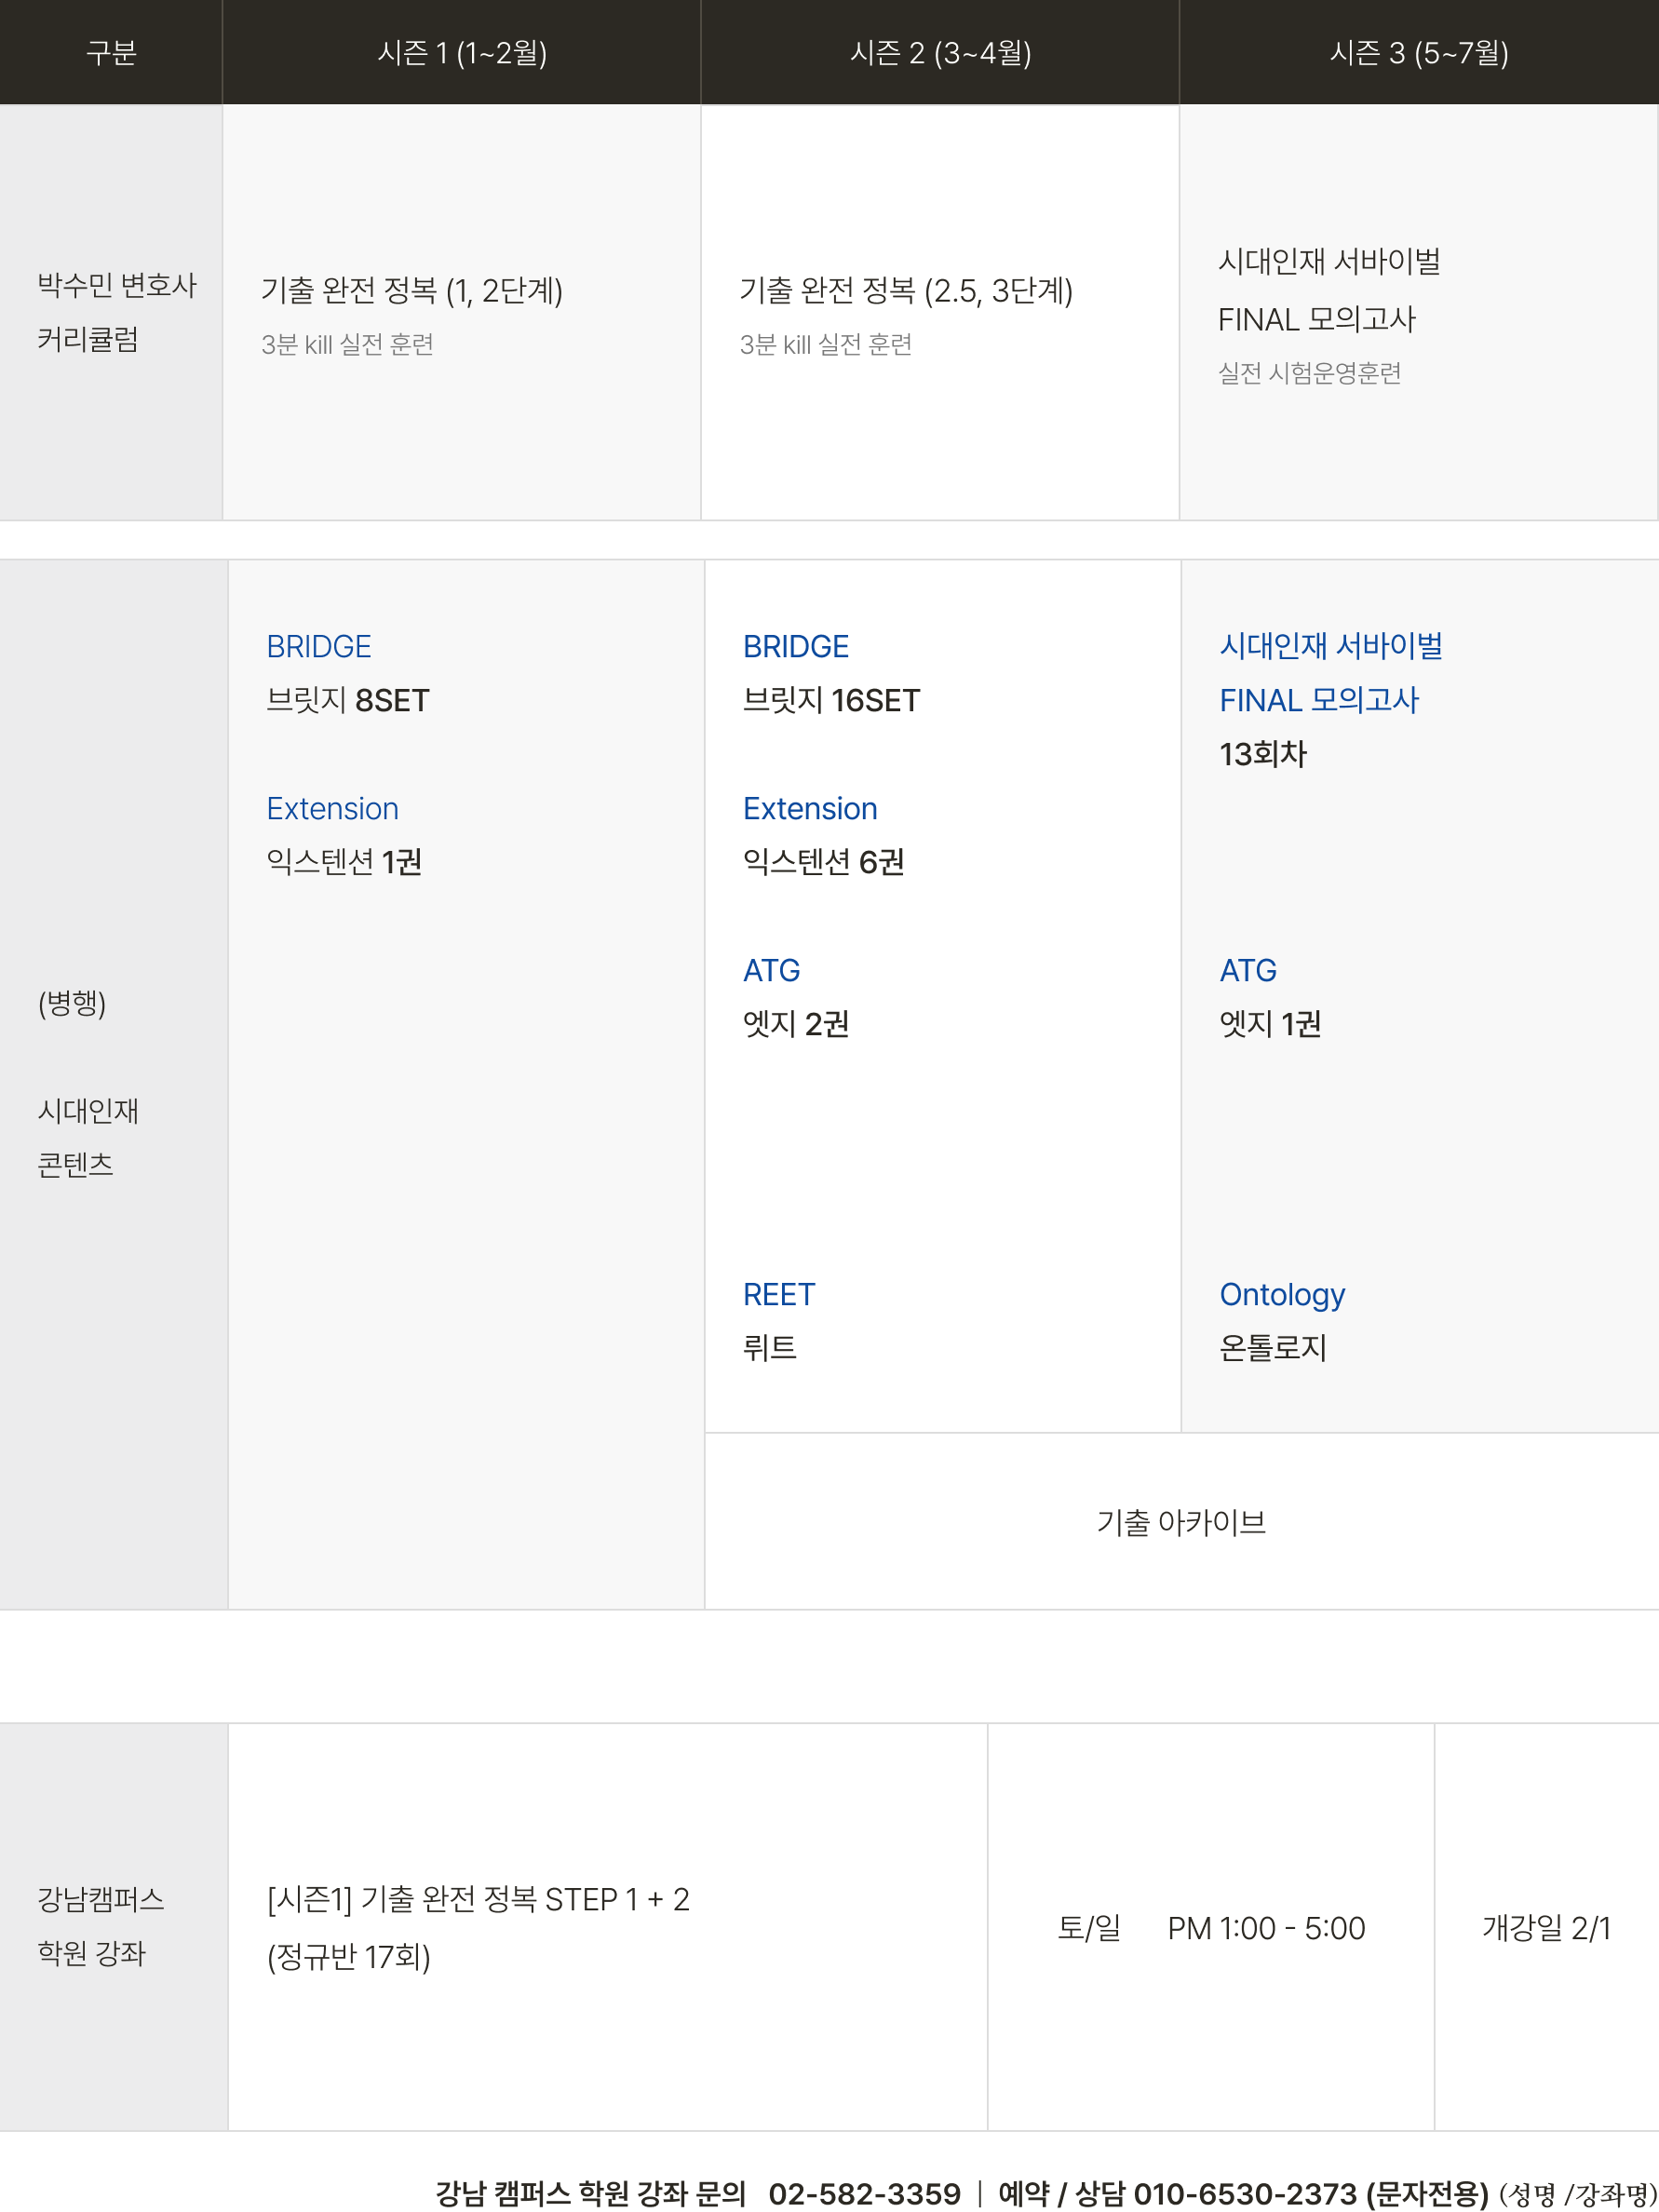 구분
시즌 1 (1~2월)
시즌 2 (3~4월)
시즌 3 (5~7월)
박수민 변호사
커리큘럼
기출 완전 정복 (1, 2단계)
3분 kill 실전 훈련
기출 완전 정복 (2.5, 3단계)
3분 kill 실전 훈련
시대인재 서바이벌
FINAL 모의고사
실전 시험운영훈련
(병행)
시대인재
콘텐츠
BRIDGE
브릿지 8SET
Extension
익스텐션 1권
BRIDGE
브릿지 16SET
Extension
익스텐션 6권
ATG
엣지 2권
REET
뤼트
시대인재 서바이벌
FINAL 모의고사
13회차
ATG
엣지 1권
Ontology
온톨로지
기출 아카이브
강남캠퍼스
학원 강좌
[시즌1] 기출 완전 정복 STEP 1 + 2
(정규반 17회)
토/일 PM 1:00 - 5:00
개강일 2/1
강남 캠퍼스 학원 강좌 문의 02-582-3359 | 예약 / 상담 010-6530-2373 (문자전용) (성명 /강좌명)